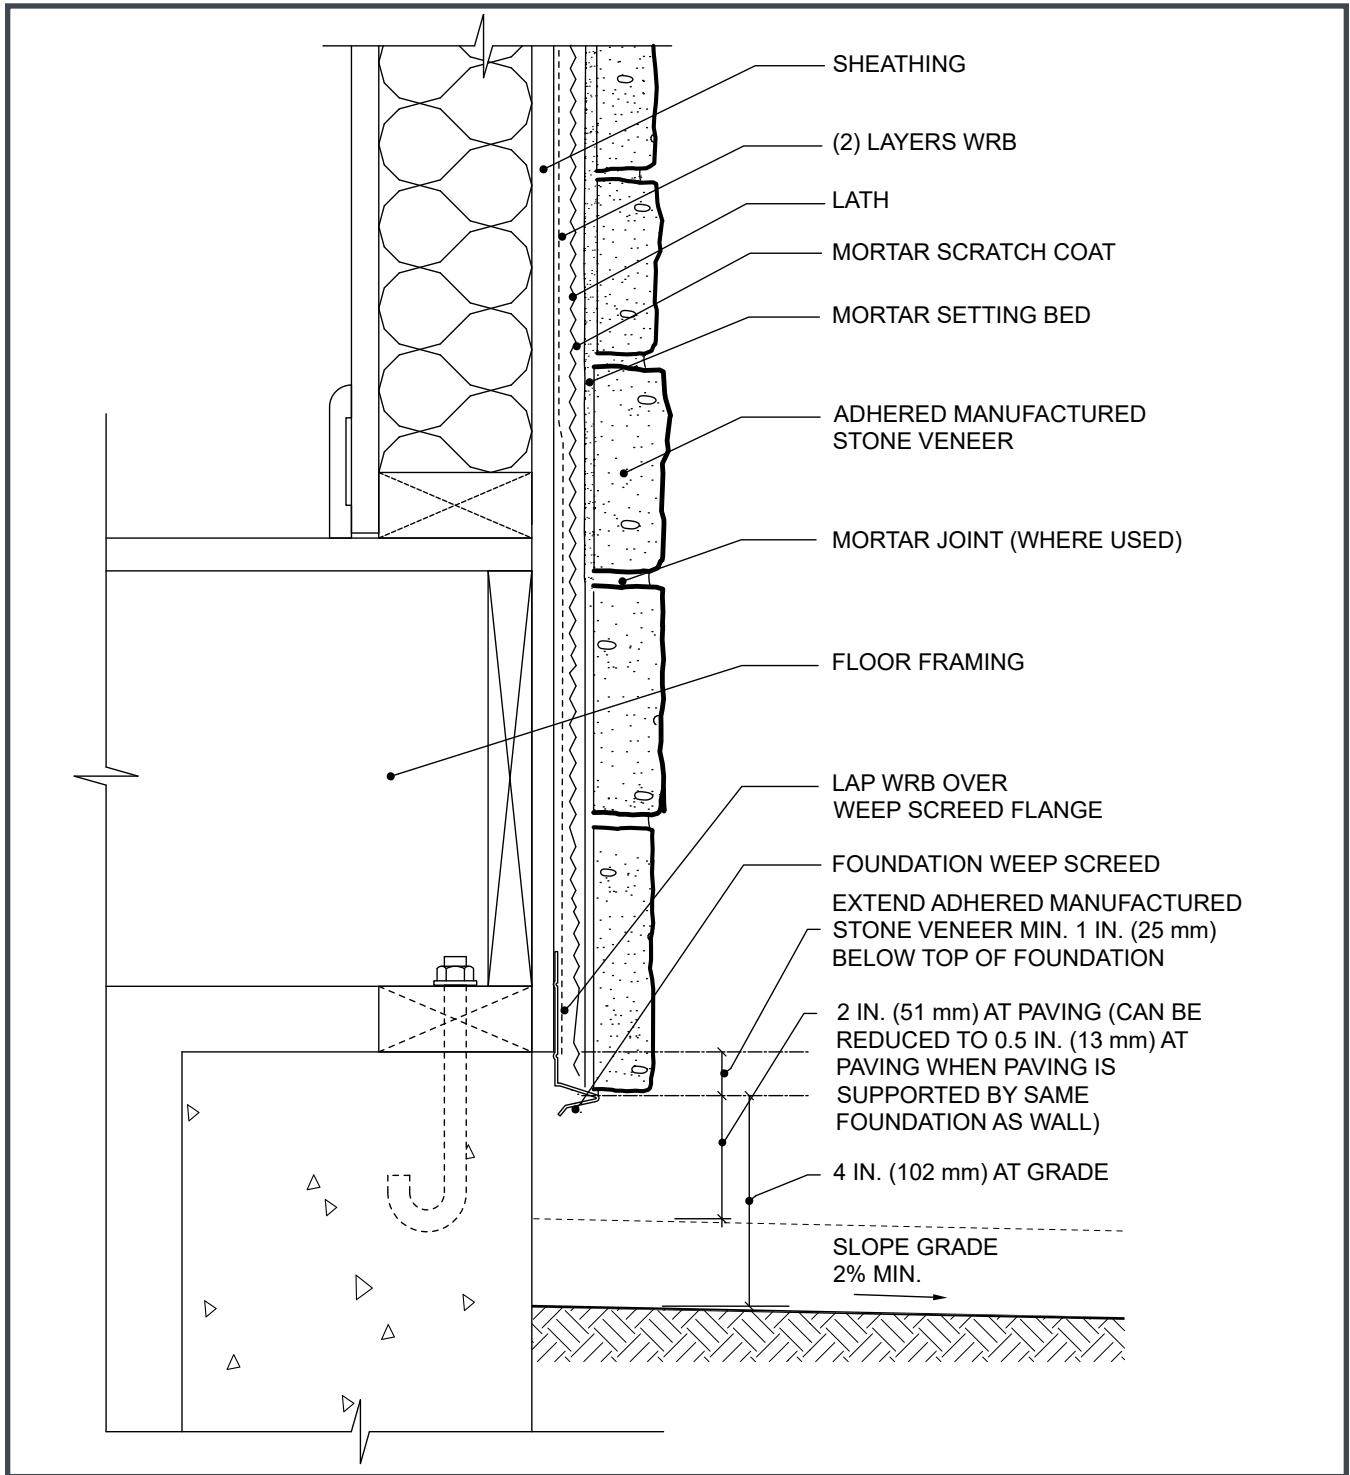 SHEATHING
(2) LAYERS WRB
LATH
MORTAR SCRATCH COAT
MORTAR SETTING BED
ADHERED MANUFACTURED
STONE VENEER
MORTAR JOINT (WHERE USED)
FLOOR FRAMING
LAP WRB OVER
WEEP SCREED FLANGE
FOUNDATION WEEP SCREED
EXTEND ADHERED MANUFACTURED
STONE VENEER MIN. 1 IN. (25 mm)
BELOW TOP OF FOUNDATION
2 IN. (51 mm) AT PAVING (CAN BE
REDUCED TO 0.5 IN. (13 mm) AT
PAVING WHEN PAVING IS
SUPPORTED BY SAME
FOUNDATION AS WALL)
4 IN. (102 mm) AT GRADE
SLOPE GRADE
2% MIN.